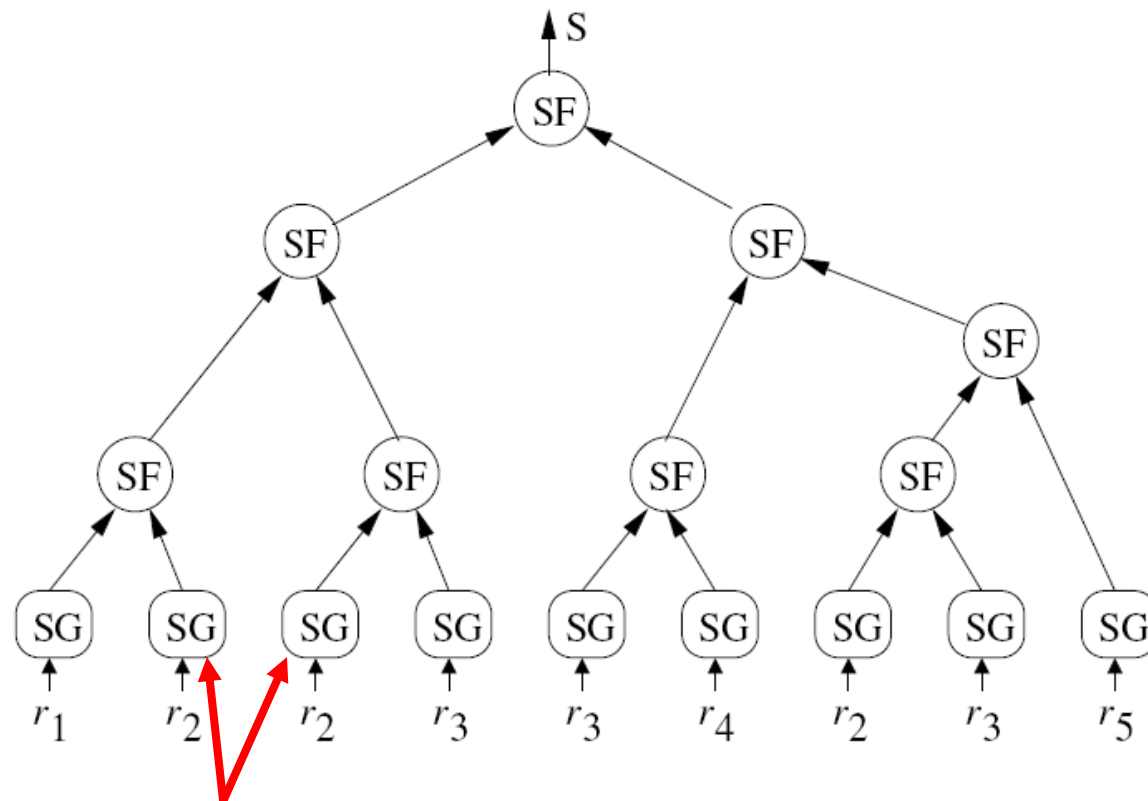 S
SF
SF SF
SF
SF SF SF SF
SG SG SG SG SG SG SG SG SG
r1 r2 r2 r3 r3 r4 r2 r3 r5